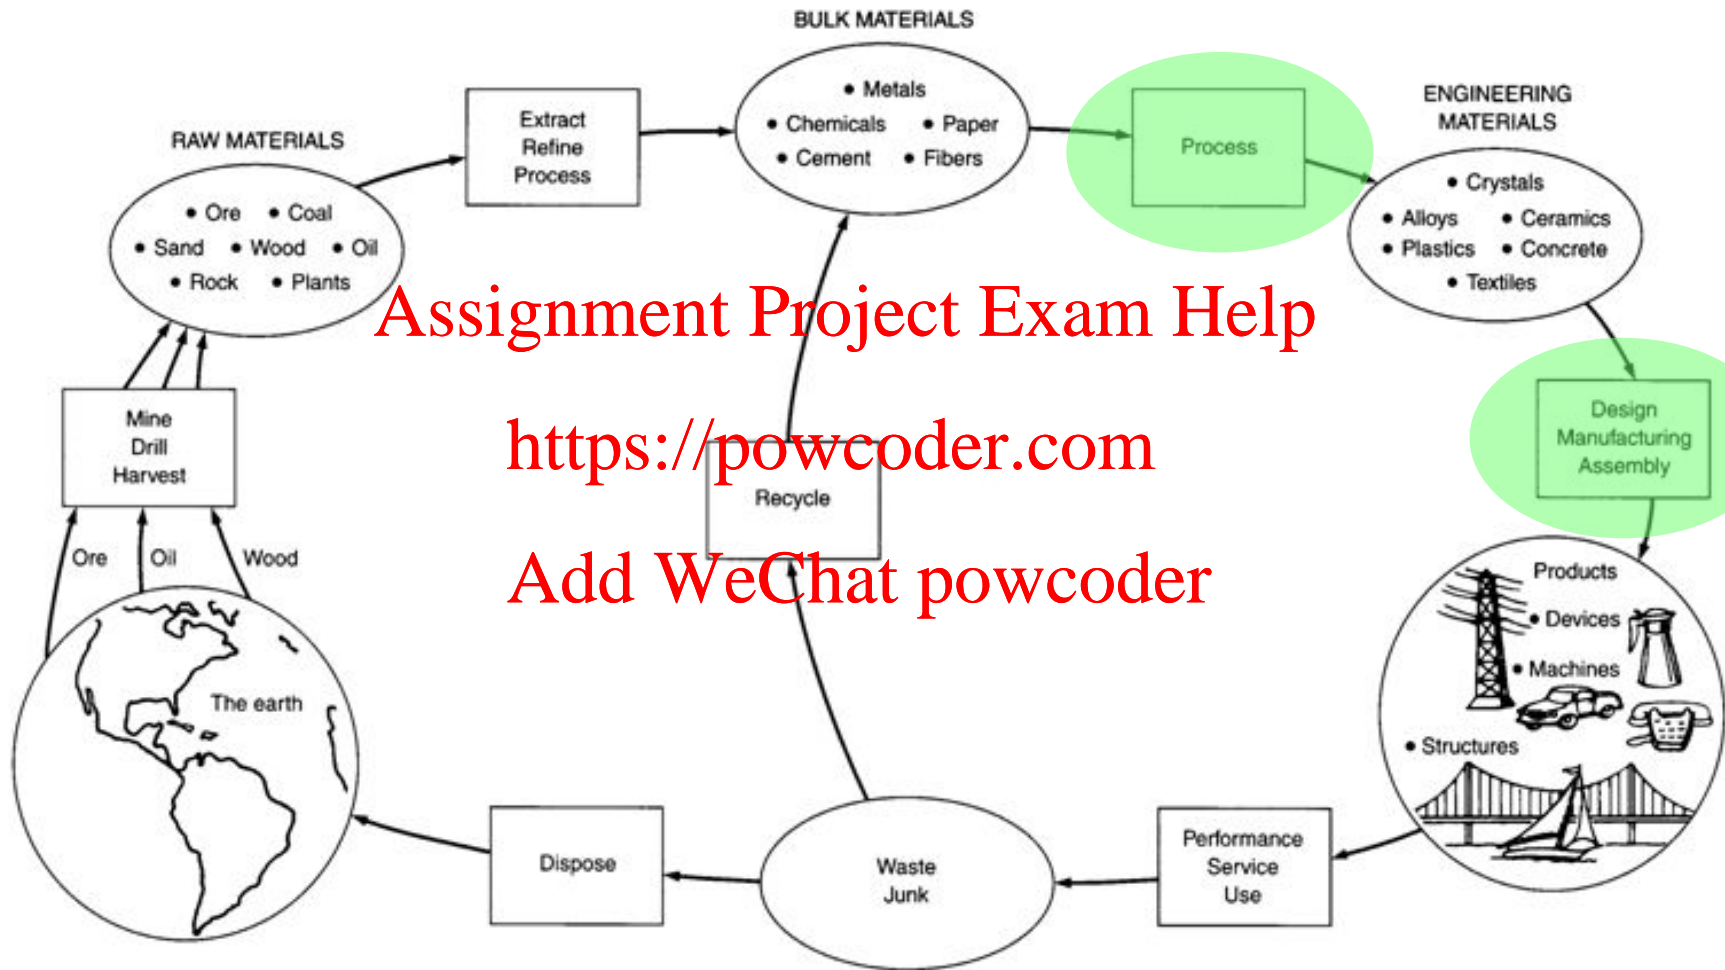 BULK MATERIALS
• Metals
• Chemicals • Paper
• Cement • Fibers
Extract
Refine
Process
Process
ENGINEERING
MATERIALS
• Crystals
• Alloys • Ceramics
• Plastics • Concrete
• Textiles
RAW MATERIALS
• Ore • Coal
• Sand • Wood • Oil
• Rock • Plants
Assignment Project Exam Help
Mine
Drill
Harvest
https://powcoder.com
Recycle
Design
Manufacturing
Assembly
Ore Oil Wood
Add WeChat powcoder
Products
• Devices
• Machines
• Structures
The earth
Dispose
Waste
Junk
Performance
Service
Use